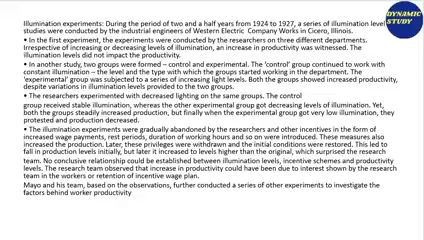 DYNAMIC
STUDY
Illumination experiments: During the period of two and a half years from 1924 to 1927, a series of illumination level
studies were conducted by the industrial engineers of Western Electric Company Works in Cicero, Illinois.
• In the first experiment, the experiments were conducted by the researchers on three different departments.
Irrespective of increasing or decreasing levels of illumination, an increase in productivity was witnessed. The
illumination levels did not impact the productivity.
• In another study, two groups were formed – control and experimental. The 'control' group continued to work with
constant illumination – the level and the type with which the groups started working in the department. The
'experimental' group was subjected to a series of increasing light levels. Both the groups showed increased productivity,
despite variations in illumination levels provided to the two groups.
• The researchers experimented with decreased lighting on the same groups. The control
group received stable illumination, whereas the other experimental group got decreasing levels of illumination. Yet,
both the groups steadily increased production, but finally when the experimental group got very low illumination, they
protested and production decreased.
• The illumination experiments were gradually abandoned by the researchers and other incentives in the form of
increased wage payments, rest periods, duration of working hours and so on were introduced. These measures also
increased the production. Later, these privileges were withdrawn and the initial conditions were restored. This led to
fall in production levels initially, but later it increased to levels higher than the original, which surprised the research
team. No conclusive relationship could be established between illumination levels, incentive schemes and productivity
levels. The research team observed that increase in productivity could have been due to interest shown by the research
team in the workers or retention of incentive wage plan.
Mayo and his team, based on the observations, further conducted a series of other experiments to investigate the
factors behind worker productivity